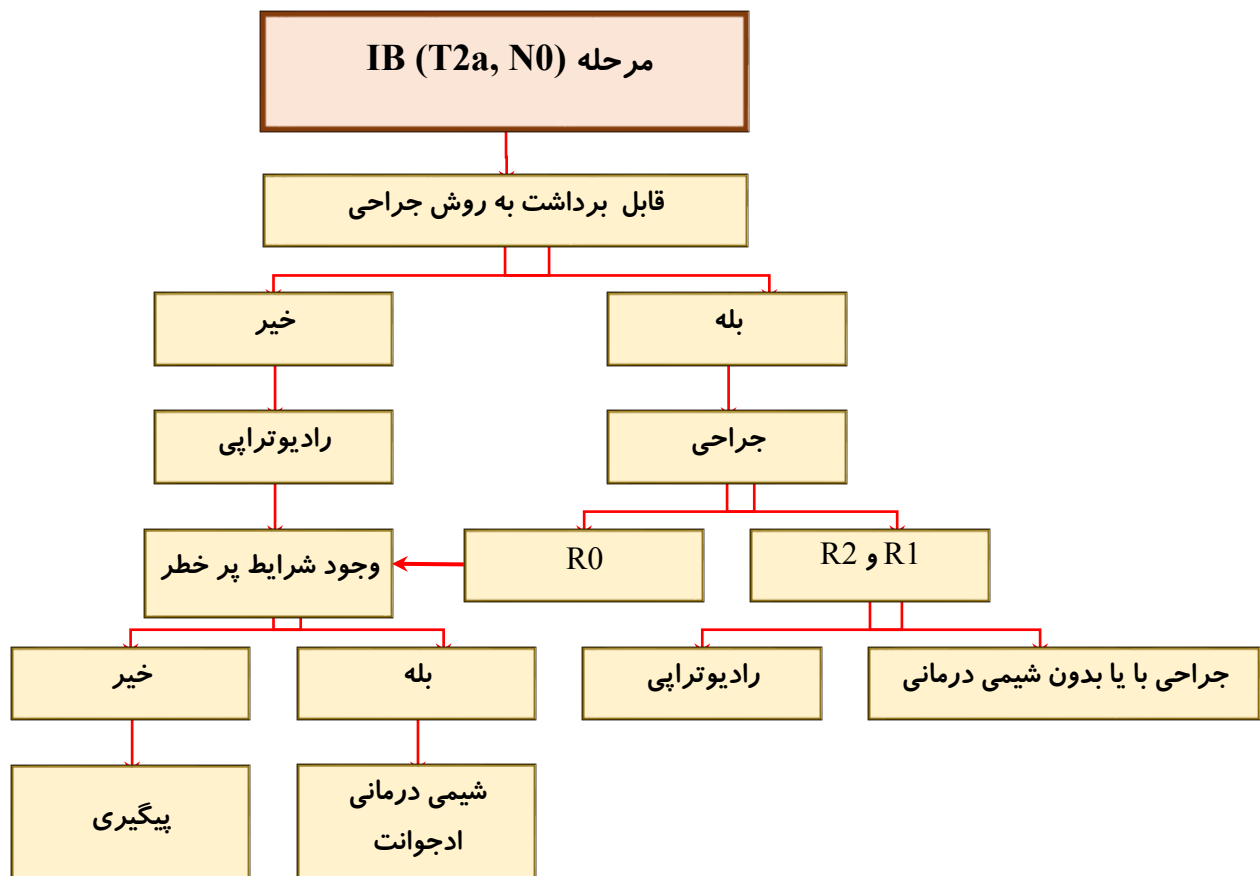 مرحله IB (T2a, N0)
قابل برداشت به روش جراحی
بله
خیر
جراحی
رادیوتراپی
R1 و R2
R0
وجود شرایط پر خطر
جراحی با یا بدون شیمی درمانی
رادیوتراپی
بله
خیر
شیمی درمانی
ادجوانت
پیگیری